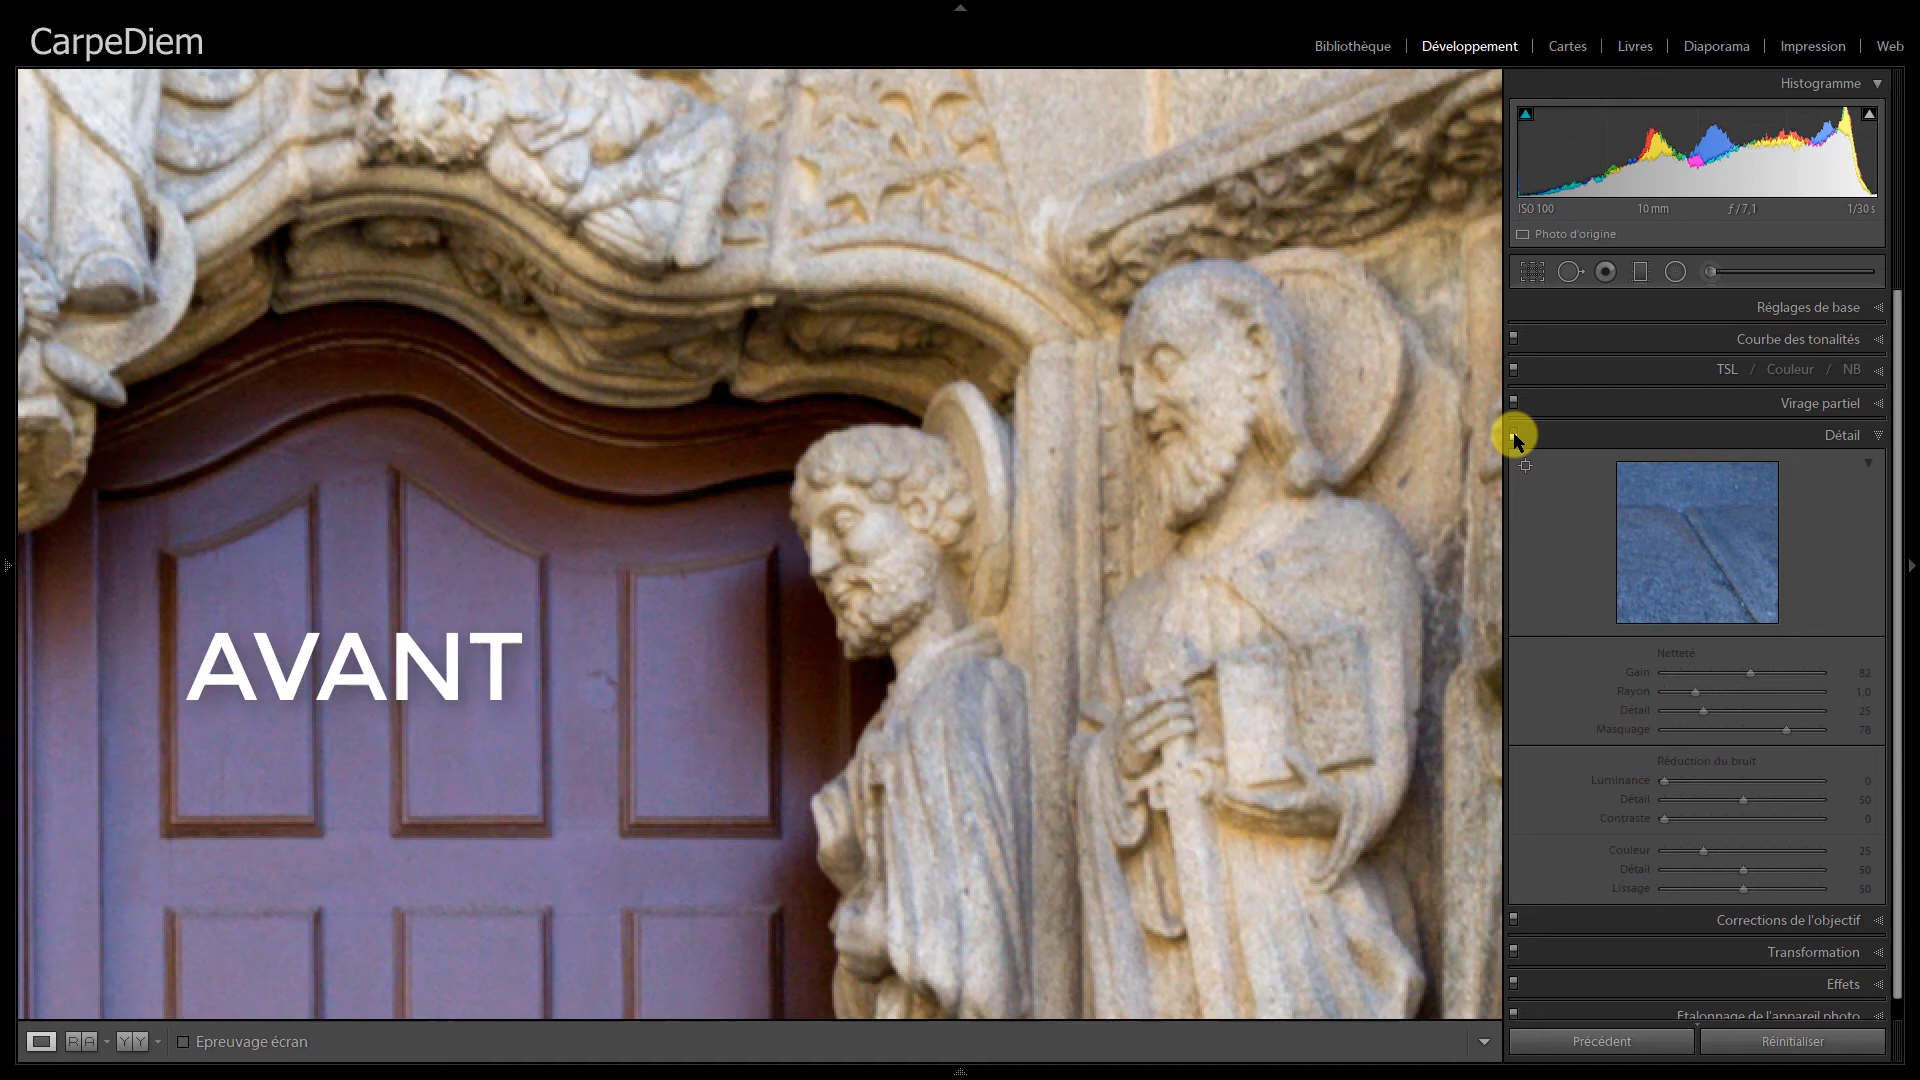 CarpeDiem
Bibliothèque | Développement | Cartes | Livres | Diaporama | Impression | Web
Histogramme
ISO 100 10 mm ƒ / 7,1 1/30 s
Photo d'origine
Réglages de base
Courbe des tonalités
TSL / Couleur / NB
Virage partiel
Détail
AVANT
Netteté
Gain 82
Rayon 1,0
Détail 25
Masquage 78
Réduction du bruit
Luminance 0
Détail 50
Contraste 0
Couleur 25
Détail 50
Lissage 50
Corrections de l'objectif
Transformation
Effets
Etalonnage de l'appareil photo
R A Y Y Epreuvage écran
Précédent Réinitialiser